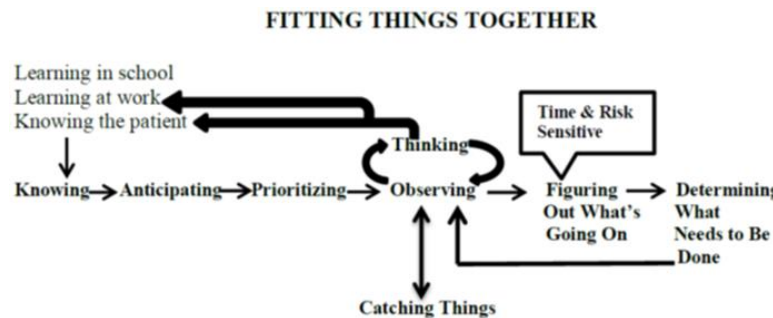 FITTING THINGS TOGETHER
Learning in school
Learning at work
Knowing the patient
Time & Risk
Sensitive
Thinking
Knowing
Anticipating
Prioritizing
Observing
Figuring
Out What's
Going On
Determining
What
Needs to Be
Done
Catching Things